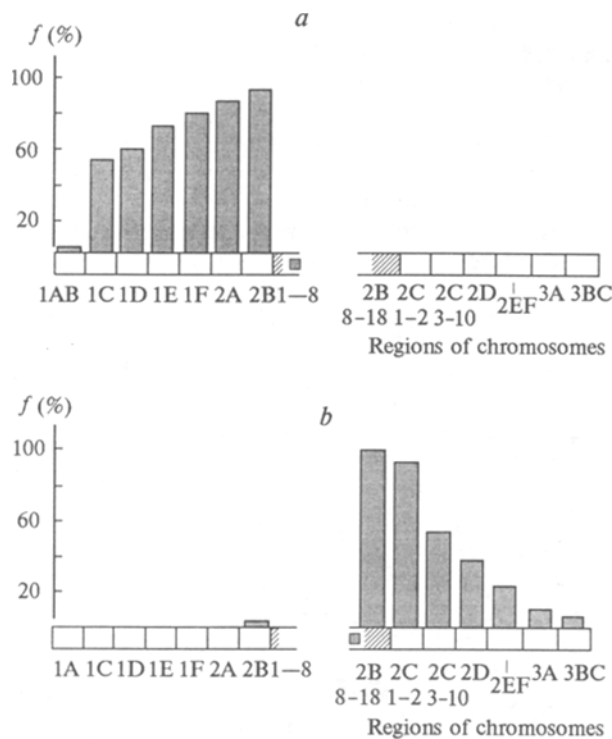 a
f (%)
100
60
20
1AB 1C 1D 1E 1F 2A 2B1—8
2B 2C 2C 2D 2EF 3A 3BC
8–18 1–2 3–10
Regions of chromosomes
b
f (%)
100
60
20
1A 1C 1D 1E 1F 2A 2B1—8
2B 2C 2C 2D 2EF 3A 3BC
8–18 1–2 3–10
Regions of chromosomes